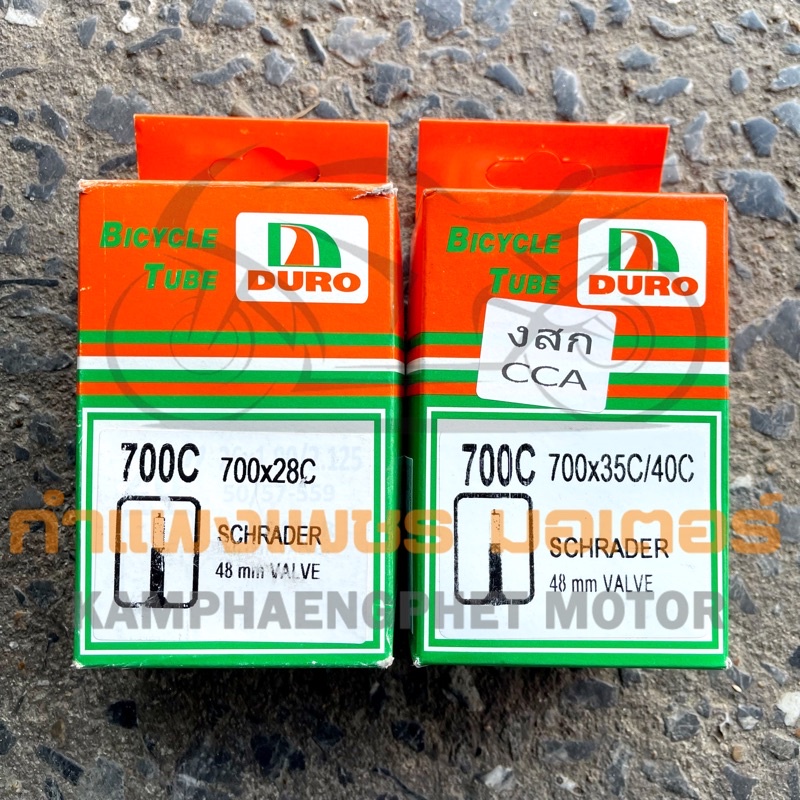 BICYCLE
TUBE
DURO
700C 700x28C
SCHRADER
48 mm VALVE
BICYCLE
TUBE
DURO
งสก
CCA
700C 700x35C/40C
SCHRADER
48 mm VALVE
กำแพงเพชร มอเตอร์
KAMPHAENGPHET MOTOR